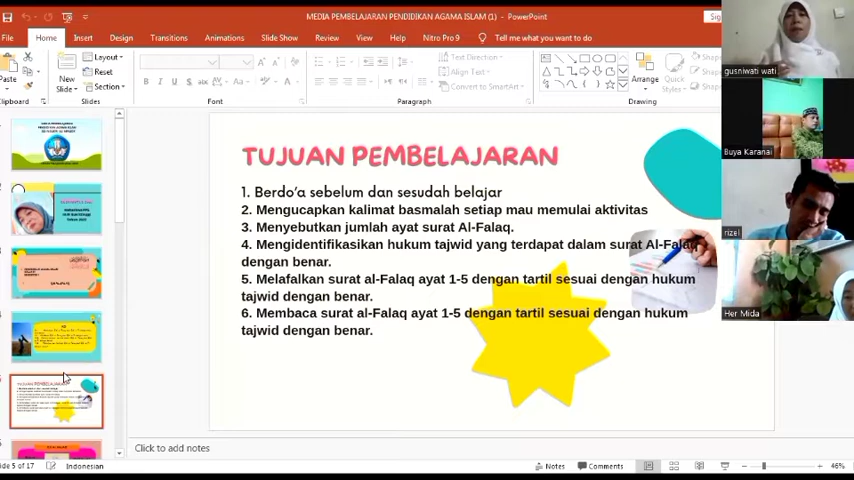 MEDIA PEMBELAJARAN PENDIDIKAN AGAMA ISLAM (1) - PowerPoint
File Home Insert Design Transitions Animations Slide Show Review View Help Nitro Pro 9 Tell me what you want to do
Paste
New Slide
Layout
Reset
Section
Text Direction
Align Text
Convert to SmartArt
Arrange
Quick Styles
Shape
Shape
Shape
Clipboard Slides Font Paragraph Drawing
gusniwati wati
Buya Karanai
rizel
Her Mida
TUJUAN PEMBELAJARAN
1. Berdo'a sebelum dan sesudah belajar
2. Mengucapkan kalimat basmalah setiap mau memulai aktivitas
3. Menyebutkan jumlah ayat surat Al-Falaq.
4. Mengidentifikasikan hukum tajwid yang terdapat dalam surat Al-Falaq
dengan benar.
5. Melafalkan surat al-Falaq ayat 1-5 dengan tartil sesuai dengan hukum
tajwid dengan benar.
6. Membaca surat al-Falaq ayat 1-5 dengan tartil sesuai dengan hukum
tajwid dengan benar.
Click to add notes
Slide 5 of 17 Indonesian Notes Comments 46%